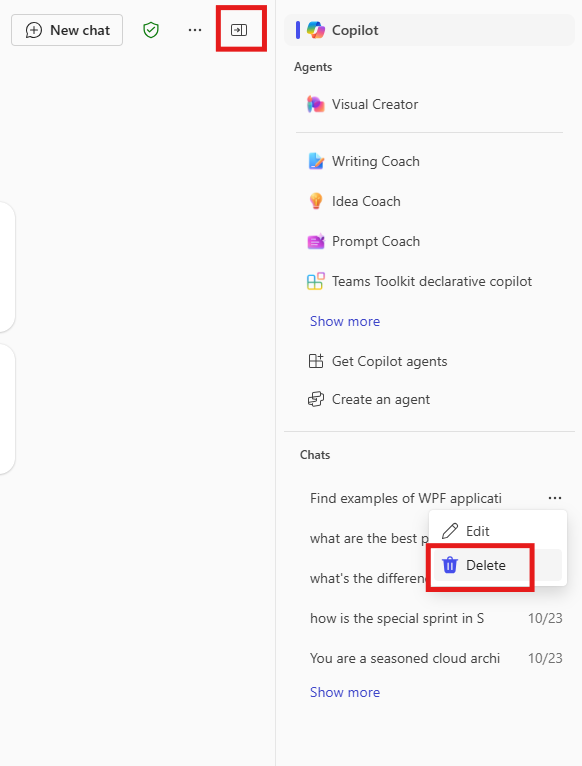 New chat
Copilot
Agents
Visual Creator
Writing Coach
Idea Coach
Prompt Coach
Teams Toolkit declarative copilot
Show more
Get Copilot agents
Create an agent
Chats
Find examples of WPF applicati
Edit
what are the best p
Delete
what's the differenc
how is the special sprint in S 10/23
You are a seasoned cloud archi 10/23
Show more